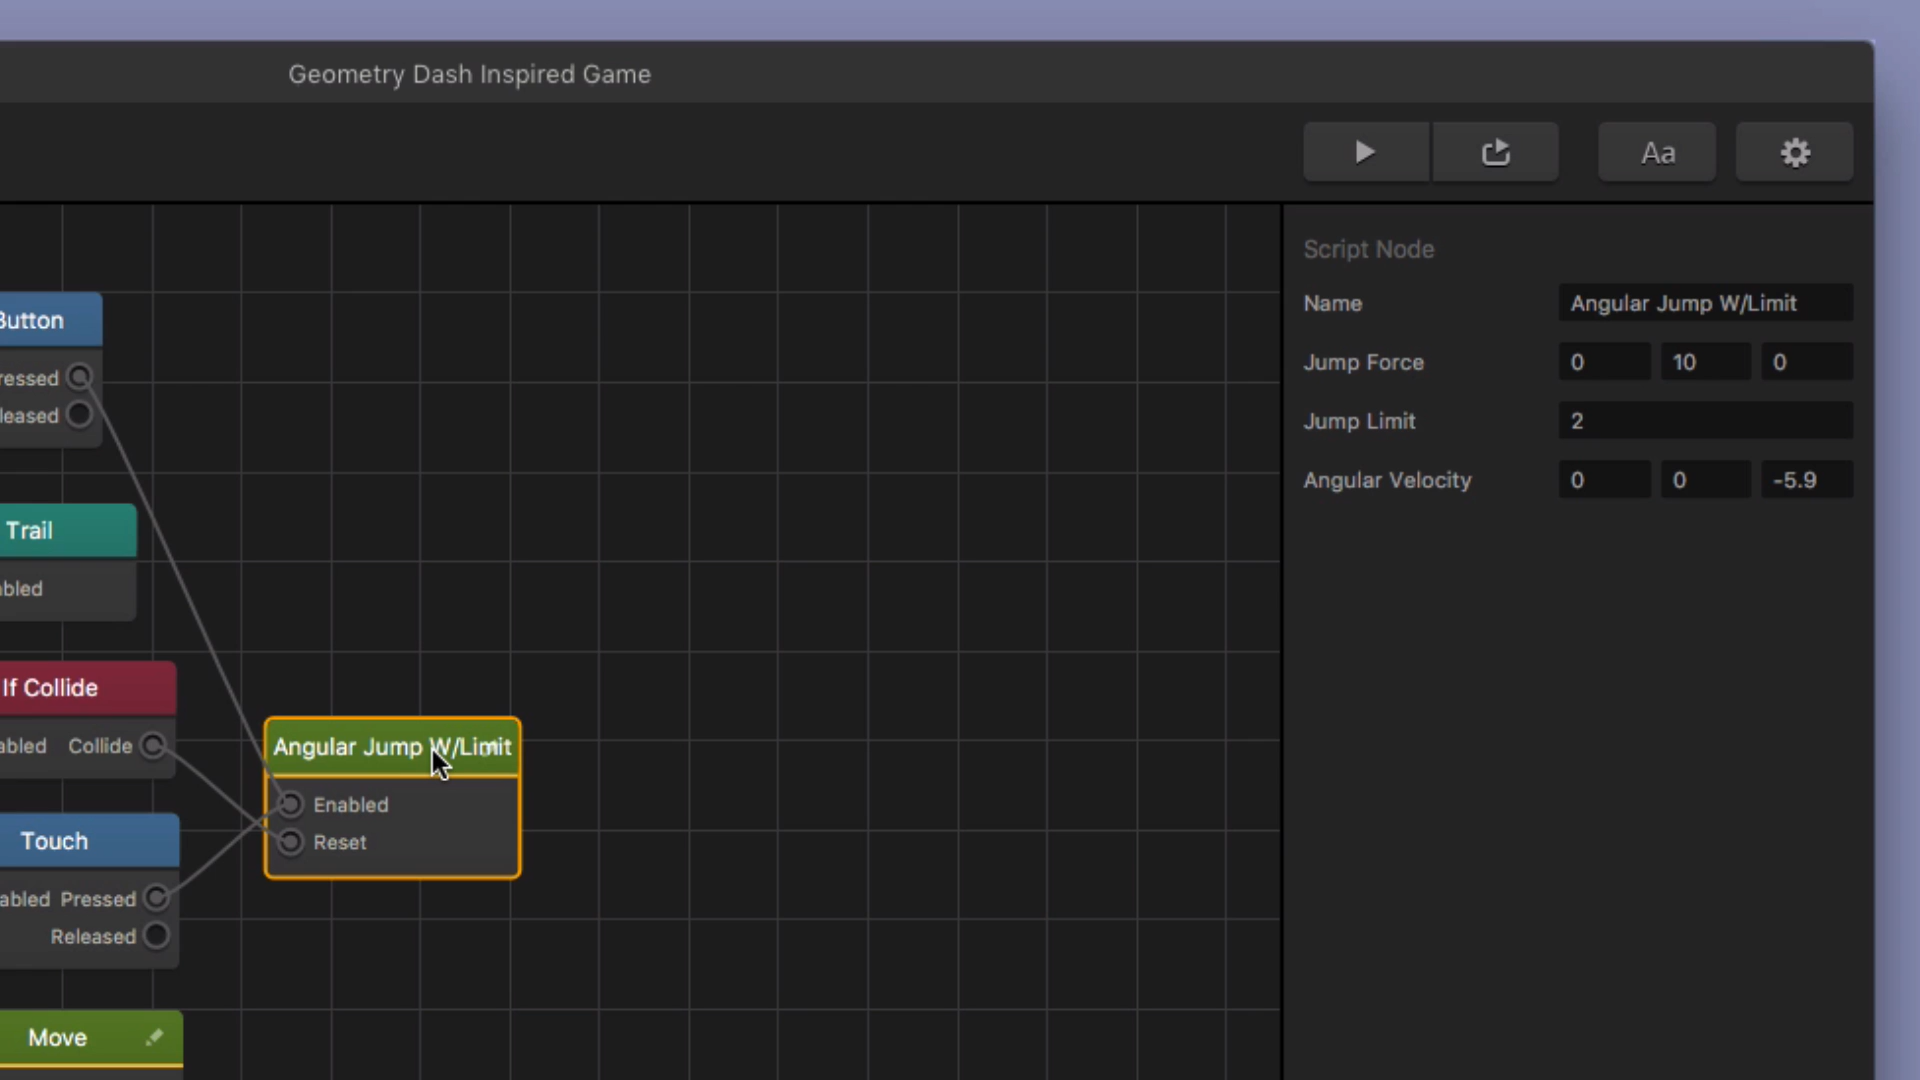 Geometry Dash Inspired Game
Aa
Script Node
Name Angular Jump W/Limit
Jump Force 0 10 0
Jump Limit 2
Angular Velocity 0 0 -5.9
Button
ressed
leased
Trail
bled
If Collide
abled Collide
Touch
abled Pressed
Released
Move
Angular Jump W/Limit
Enabled
Reset